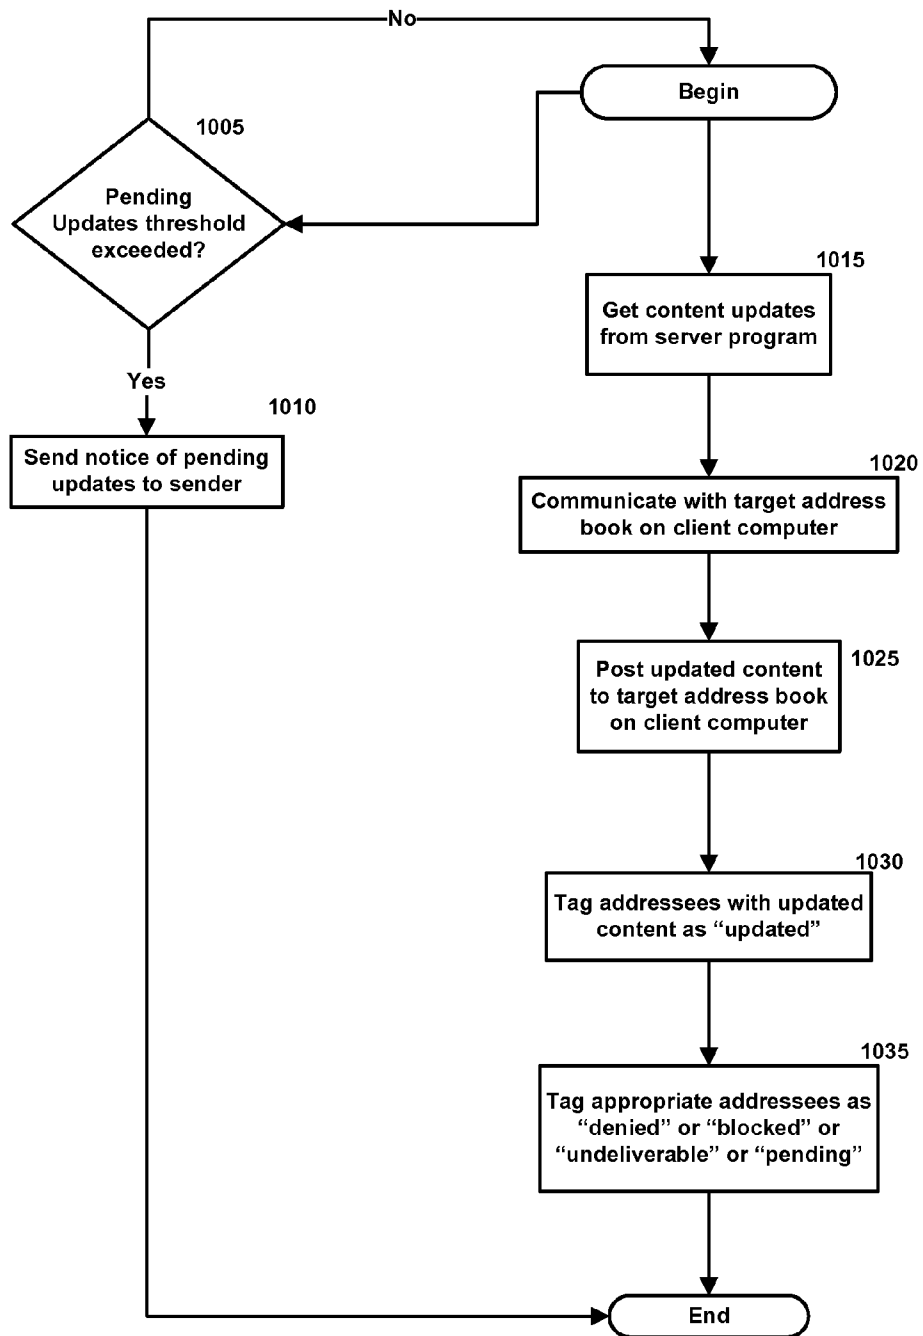 No
Begin
1005
Pending
Updates threshold
exceeded?
Yes
1010
Send notice of pending
updates to sender
1015
Get content updates
from server program
1020
Communicate with target address
book on client computer
1025
Post updated content
to target address book
on client computer
1030
Tag addressees with updated
content as “updated”
1035
Tag appropriate addressees as
“denied” or “blocked” or
“undeliverable” or “pending”
End